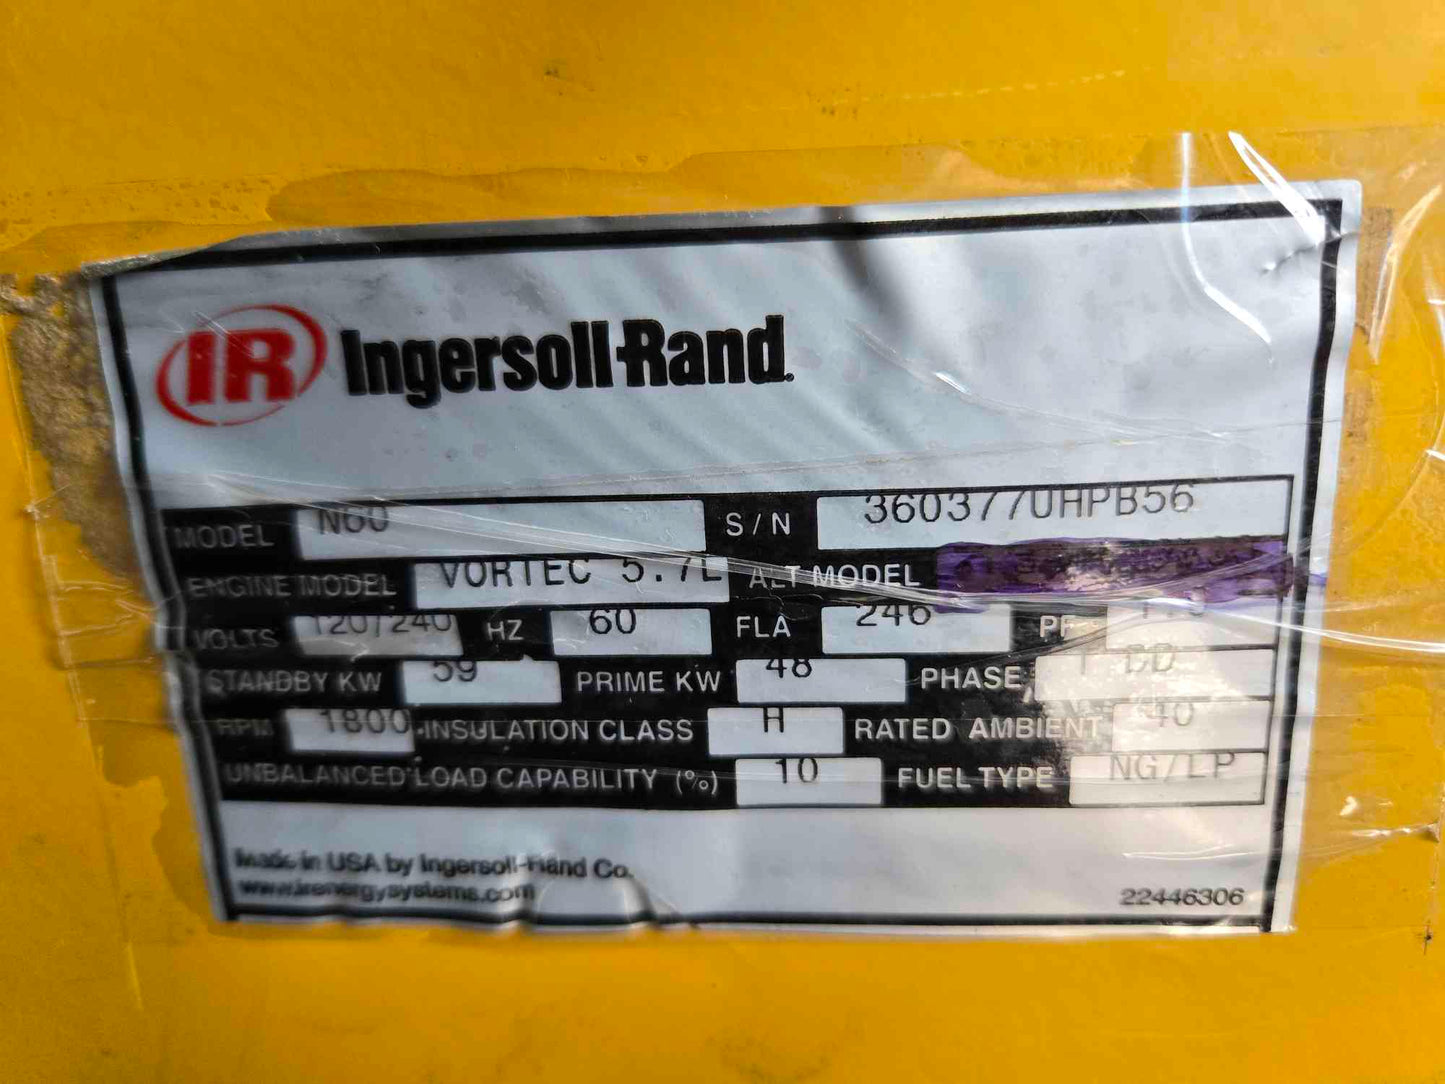 IR Ingersoll-Rand
MODEL N60 S/N 360377UHPB56
ENGINE MODEL VORTEC 5.7L ALT MODEL
VOLTS 120/240 HZ 60 FLA 246 PF
STANDBY KW 59 PRIME KW 48 PHASE 1
RPM 1800 INSULATION CLASS H RATED AMBIENT 40
UNBALANCED LOAD CAPABILITY (%) 10 FUEL TYPE NG/LP
Made in USA by Ingersoll-Rand Co.
www.irenergysystems.com
22446306